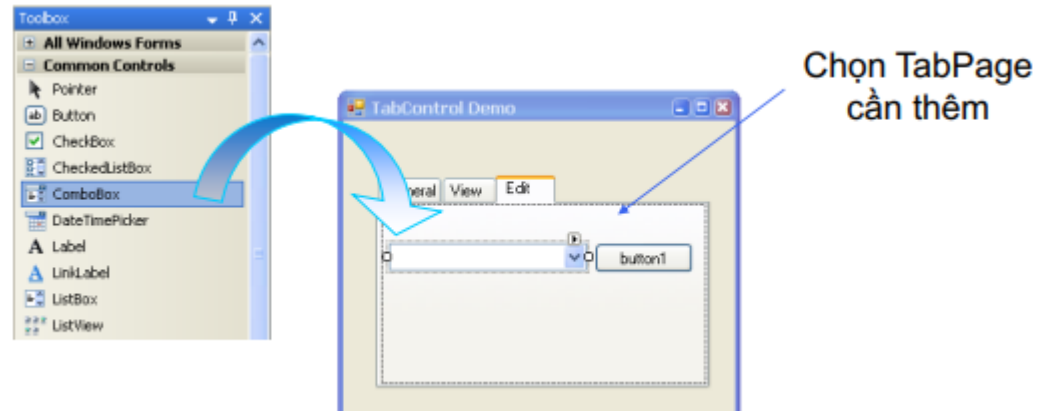 Toolbox
All Windows Forms
Common Controls
Pointer
Button
CheckBox
CheckedListBox
ComboBox
DateTimePicker
Label
LinkLabel
ListBox
ListView
TabControl Demo
View
Edit
button1
Chọn TabPage
cần thêm